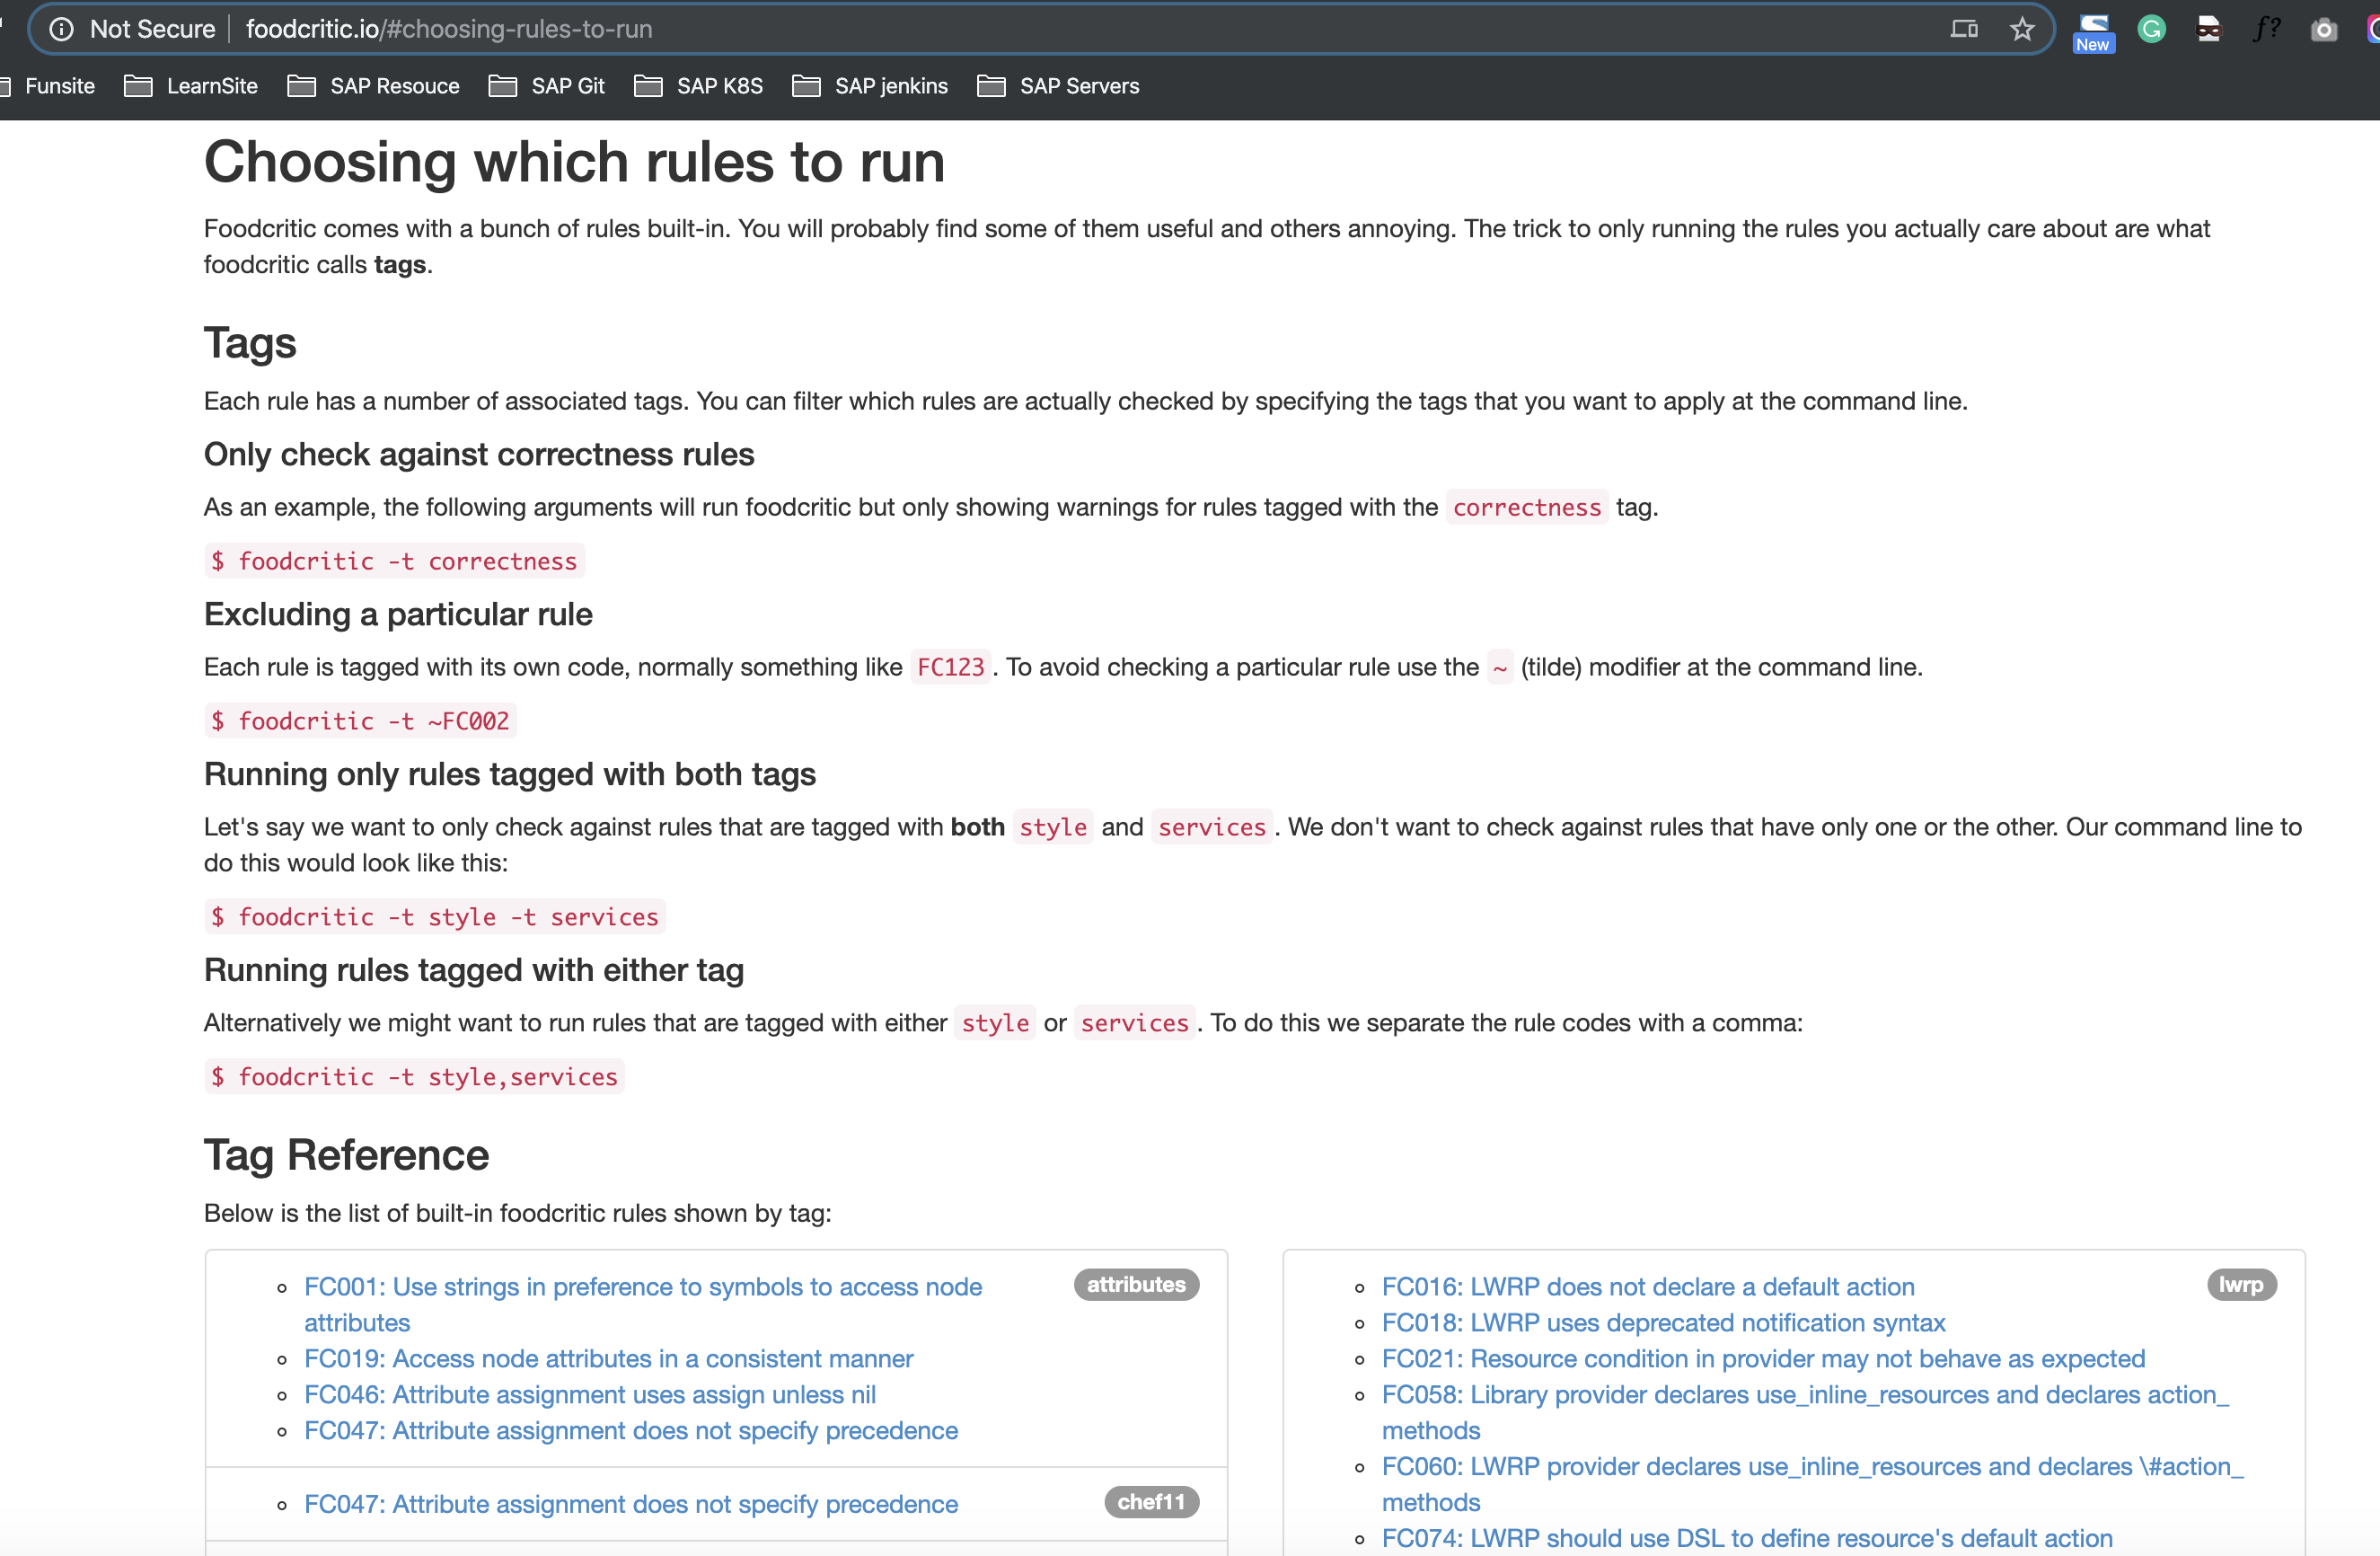 Not Secure | foodcritic.io/#choosing-rules-to-run
New
f?
Funsite LearnSite SAP Resouce SAP Git SAP K8S SAP jenkins SAP Servers
Choosing which rules to run
Foodcritic comes with a bunch of rules built-in. You will probably find some of them useful and others annoying. The trick to only running the rules you actually care about are what
foodcritic calls tags.
Tags
Each rule has a number of associated tags. You can filter which rules are actually checked by specifying the tags that you want to apply at the command line.
Only check against correctness rules
As an example, the following arguments will run foodcritic but only showing warnings for rules tagged with the correctness tag.
$ foodcritic -t correctness
Excluding a particular rule
Each rule is tagged with its own code, normally something like FC123. To avoid checking a particular rule use the ~ (tilde) modifier at the command line.
$ foodcritic -t ~FC002
Running only rules tagged with both tags
Let's say we want to only check against rules that are tagged with both style and services. We don't want to check against rules that have only one or the other. Our command line to
do this would look like this:
$ foodcritic -t style -t services
Running rules tagged with either tag
Alternatively we might want to run rules that are tagged with either style or services. To do this we separate the rule codes with a comma:
$ foodcritic -t style,services
Tag Reference
Below is the list of built-in foodcritic rules shown by tag:
FC001: Use strings in preference to symbols to access node
attributes
attributes
FC019: Access node attributes in a consistent manner
FC046: Attribute assignment uses assign unless nil
FC047: Attribute assignment does not specify precedence
FC047: Attribute assignment does not specify precedence
chef11
FC016: LWRP does not declare a default action
lwrp
FC018: LWRP uses deprecated notification syntax
FC021: Resource condition in provider may not behave as expected
FC058: Library provider declares use_inline_resources and declares action_
methods
FC060: LWRP provider declares use_inline_resources and declares \#action_
methods
FC074: LWRP should use DSL to define resource's default action